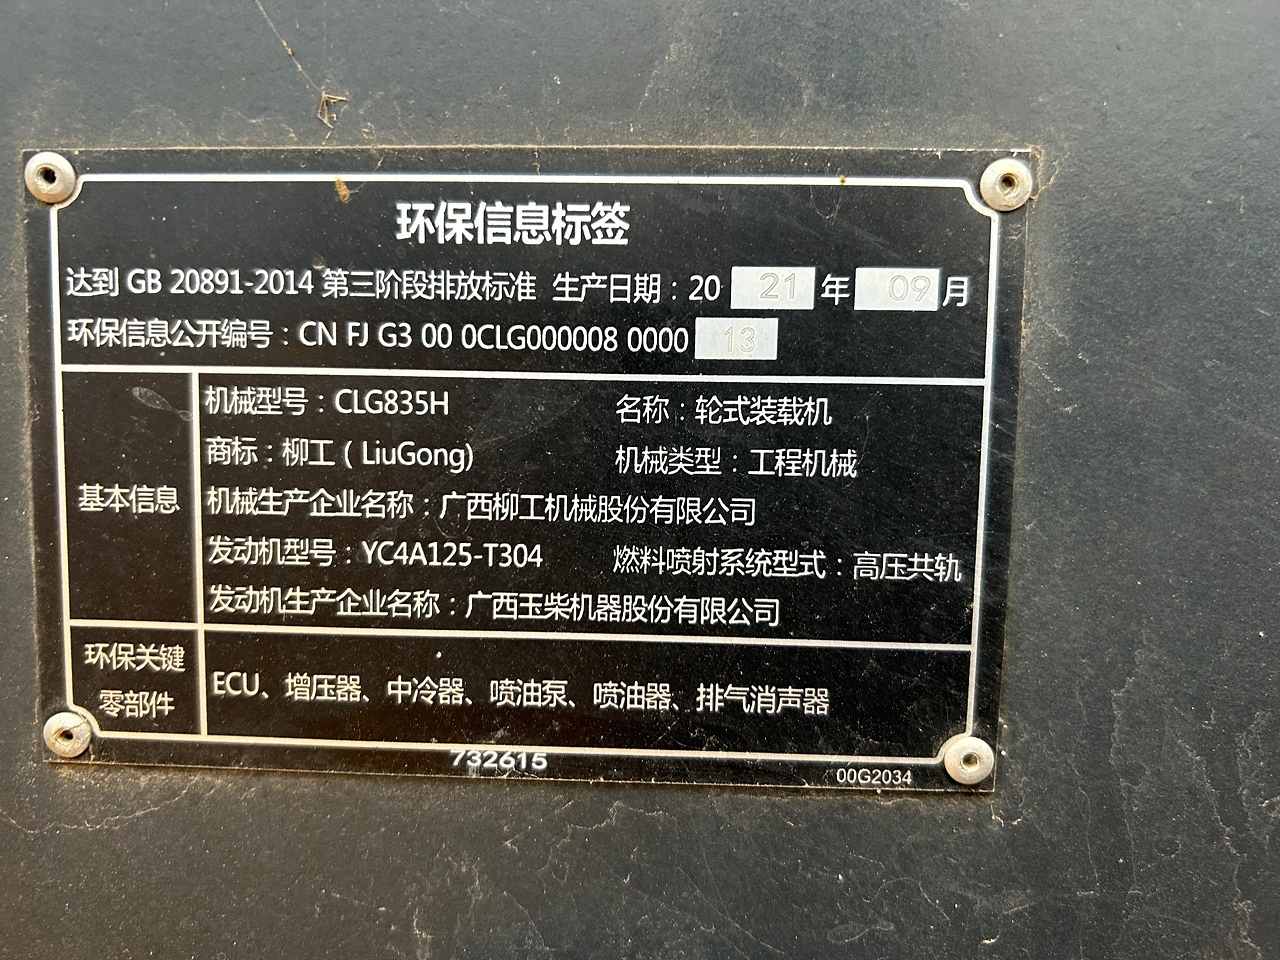 环保信息标签
达到 GB 20891-2014 第三阶段排放标准 生产日期：20 21 年 09 月
环保信息公开编号：CN FJ G3 00 0CLG000008 0000 13
基本信息
机械型号：CLG835H 名称：轮式装载机
商标：柳工（LiuGong) 机械类型：工程机械
机械生产企业名称：广西柳工机械股份有限公司
发动机型号：YC4A125-T304 燃料喷射系统型式：高压共轨
发动机生产企业名称：广西玉柴机器股份有限公司
环保关键
零部件
ECU、增压器、中冷器、喷油泵、喷油器、排气消声器
732615
00G2034